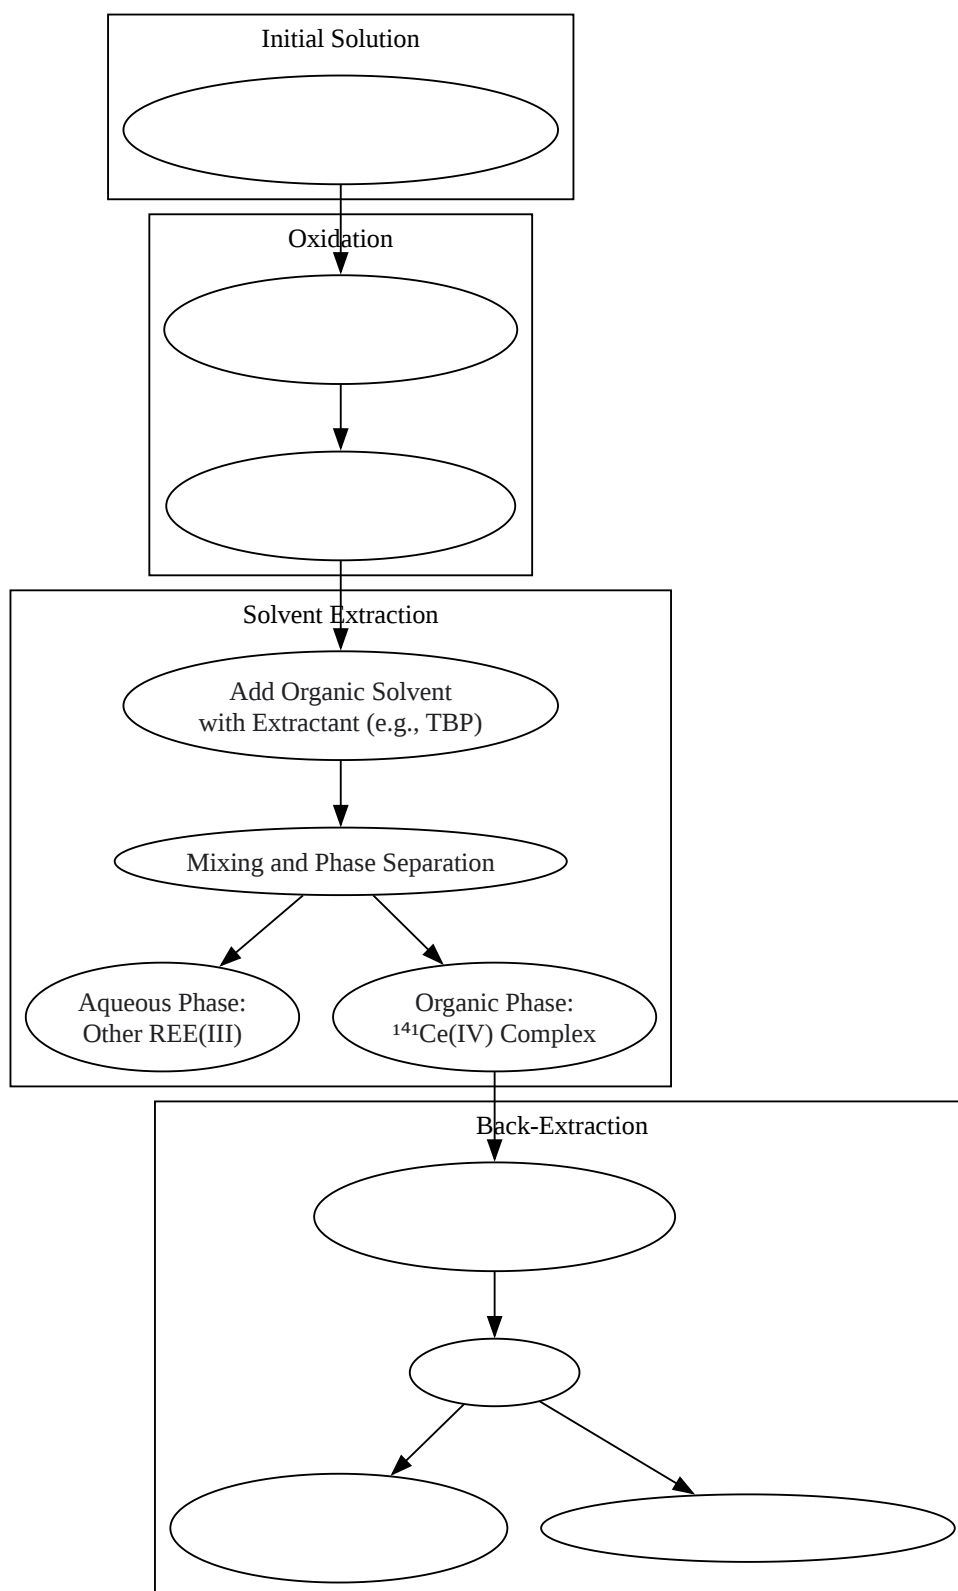 Initial Solution
Oxidation
Solvent Extraction
Add Organic Solvent
with Extractant (e.g., TBP)
Mixing and Phase Separation
Aqueous Phase:
Other REE(III)
Organic Phase:
¹⁴¹Ce(IV) Complex
Back-Extraction